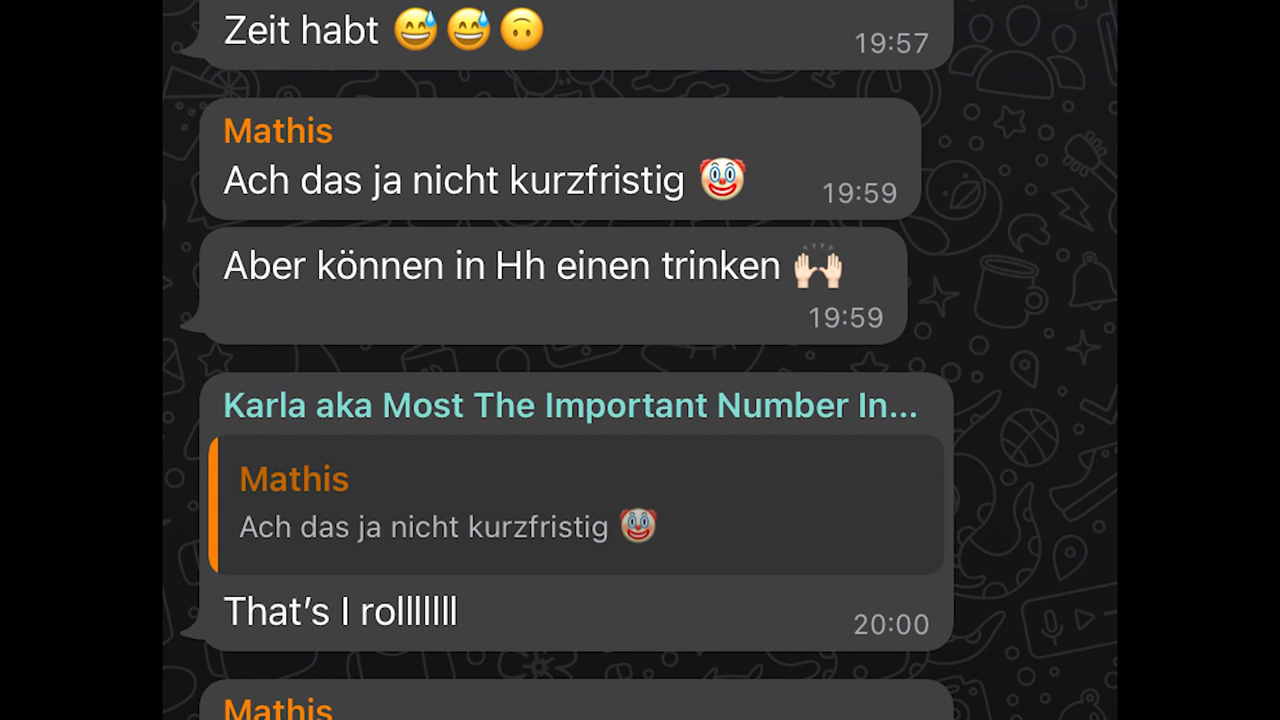 Zeit habt 😅😅🙃
19:57
Mathis
Ach das ja nicht kurzfristig 🤡
19:59
Aber können in Hh einen trinken 🙌🏻
19:59
Karla aka Most The Important Number In...
Mathis
Ach das ja nicht kurzfristig 🤡
That’s I rolllllll
20:00
Mathis